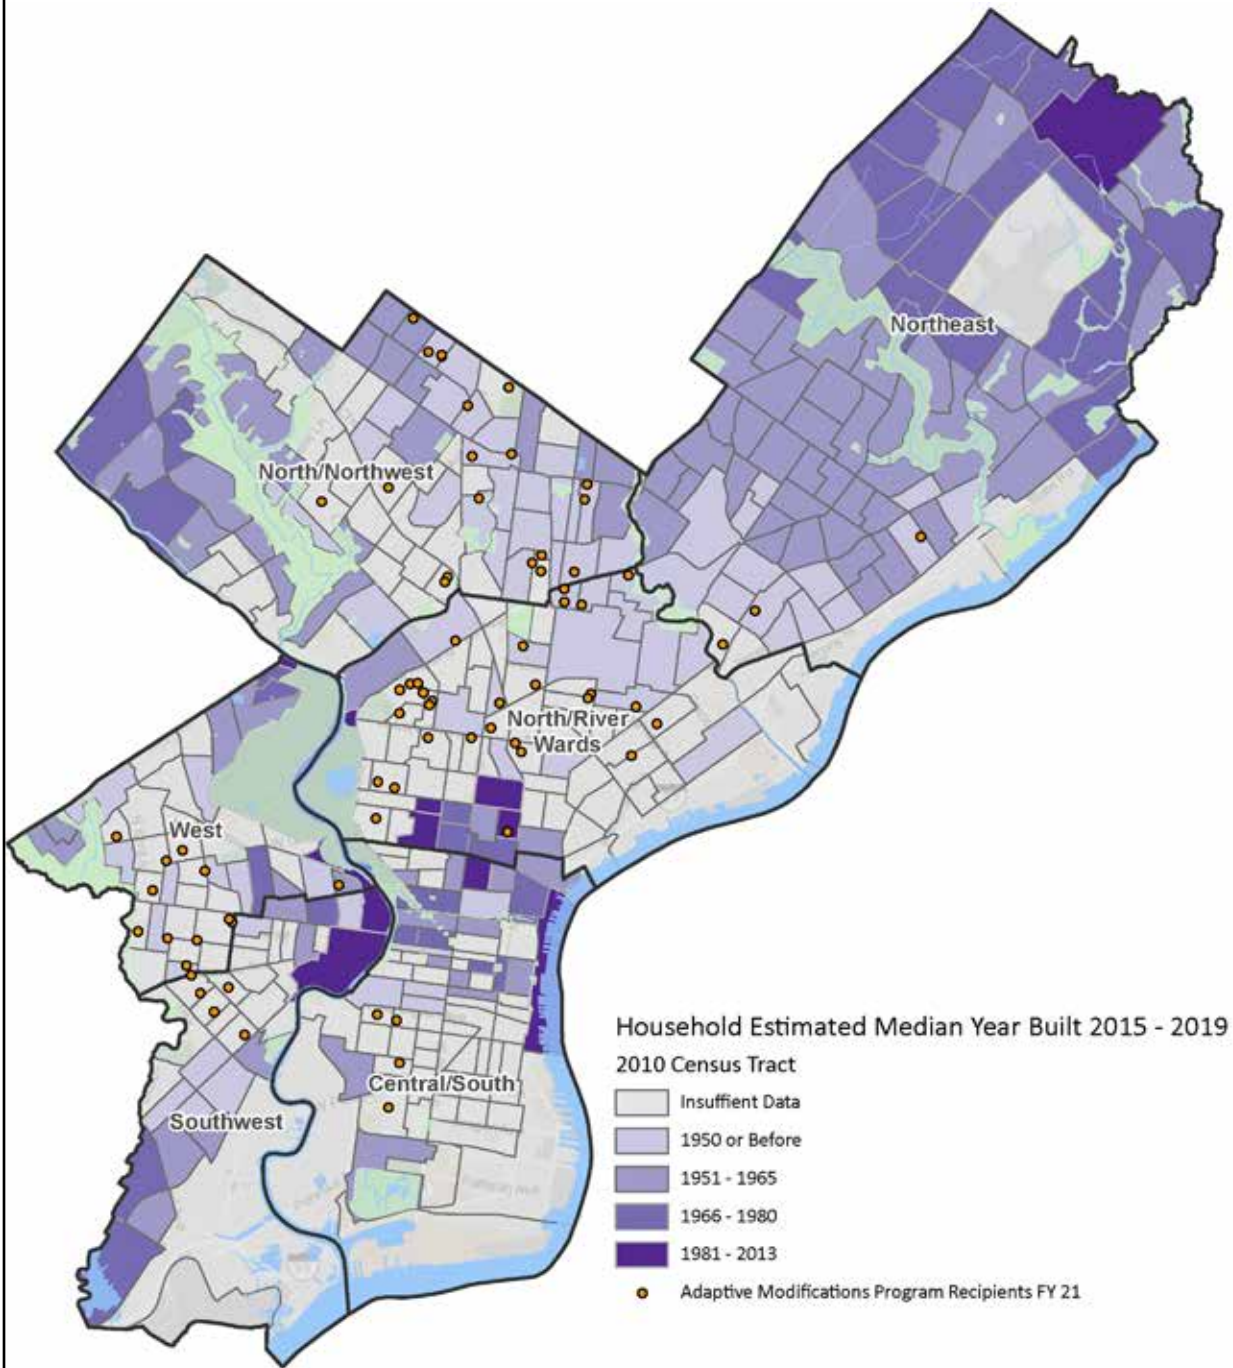 Northeast
North/Northwest
North/River
Wards
West
Central/South
Southwest
Household Estimated Median Year Built 2015 - 2019
2010 Census Tract
Insuffient Data
1950 or Before
1951 - 1965
1966 - 1980
1981 - 2013
Adaptive Modifications Program Recipients FY 21